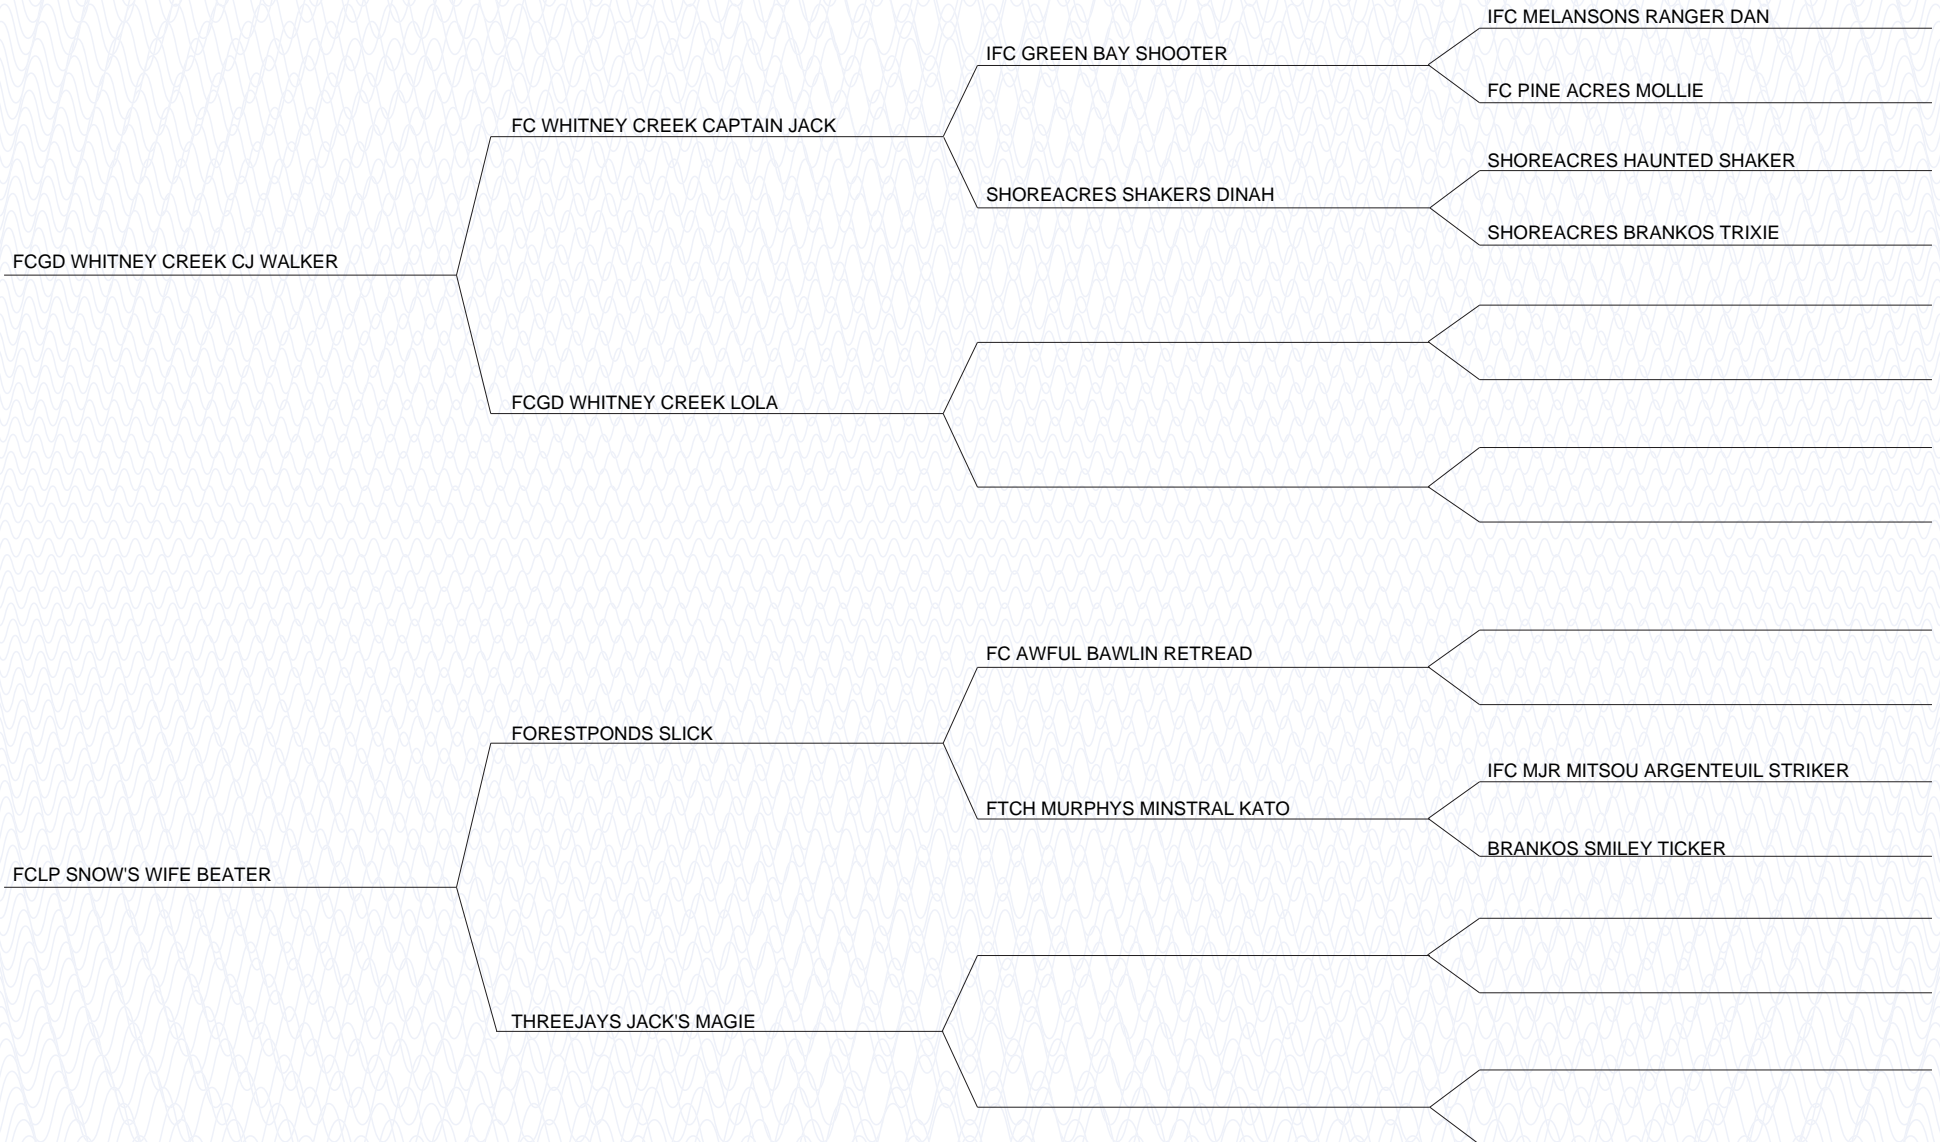 IFC MELANSONS RANGER DAN
IFC GREEN BAY SHOOTER
FC PINE ACRES MOLLIE
FC WHITNEY CREEK CAPTAIN JACK
SHOREACRES HAUNTED SHAKER
SHOREACRES SHAKERS DINAH
SHOREACRES BRANKOS TRIXIE
FCGD WHITNEY CREEK CJ WALKER
FCGD WHITNEY CREEK LOLA
FC AWFUL BAWLIN RETREAD
FORESTPONDS SLICK
IFC MJR MITSOU ARGENTEUIL STRIKER
FTCH MURPHYS MINSTRAL KATO
BRANKOS SMILEY TICKER
FCLP SNOW'S WIFE BEATER
THREEJAYS JACK'S MAGIE